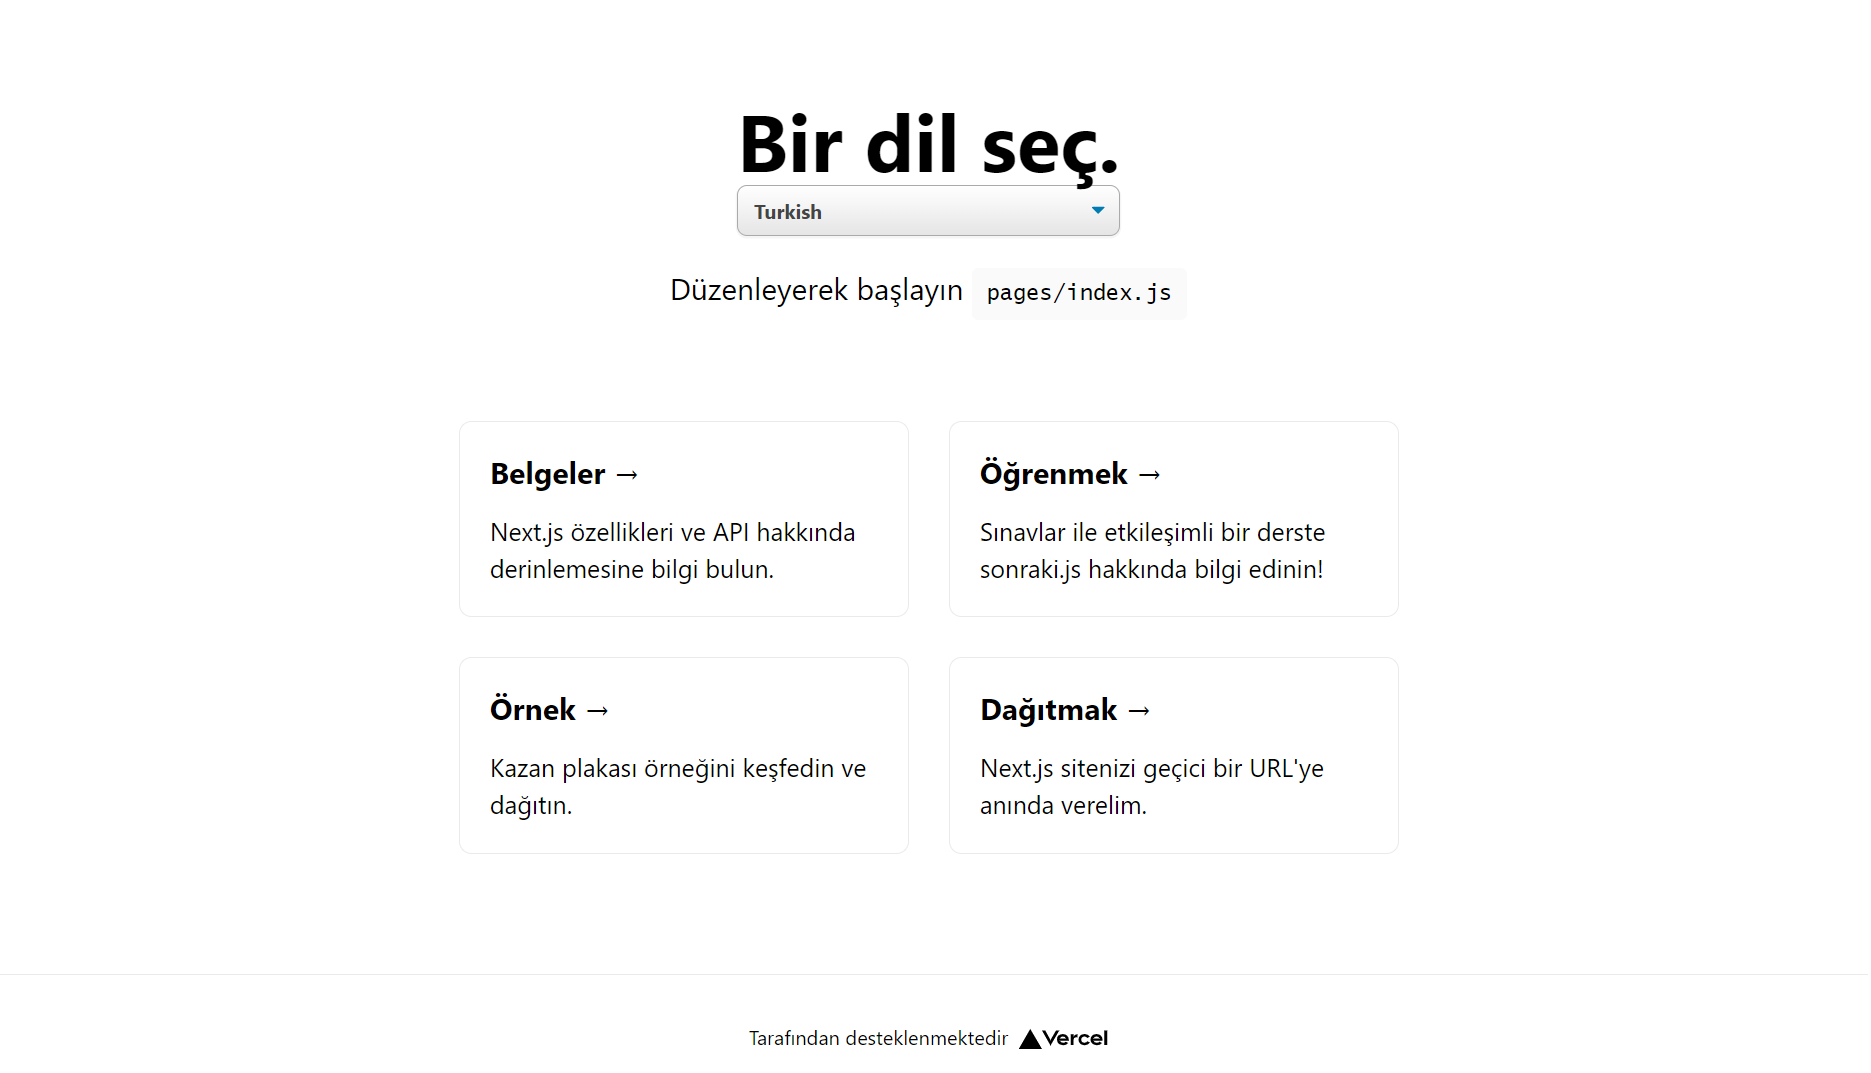 Bir dil seç.
Turkish
Düzenleyerek başlayın pages/index.js
Belgeler →
Next.js özellikleri ve API hakkında
derinlemesine bilgi bulun.
Öğrenmek →
Sınavlar ile etkileşimli bir derste
sonraki.js hakkında bilgi edinin!
Örnek →
Kazan plakası örneğini keşfedin ve
dağıtın.
Dağıtmak →
Next.js sitenizi geçici bir URL'ye
anında verelim.
Tarafından desteklenmektedir Vercel